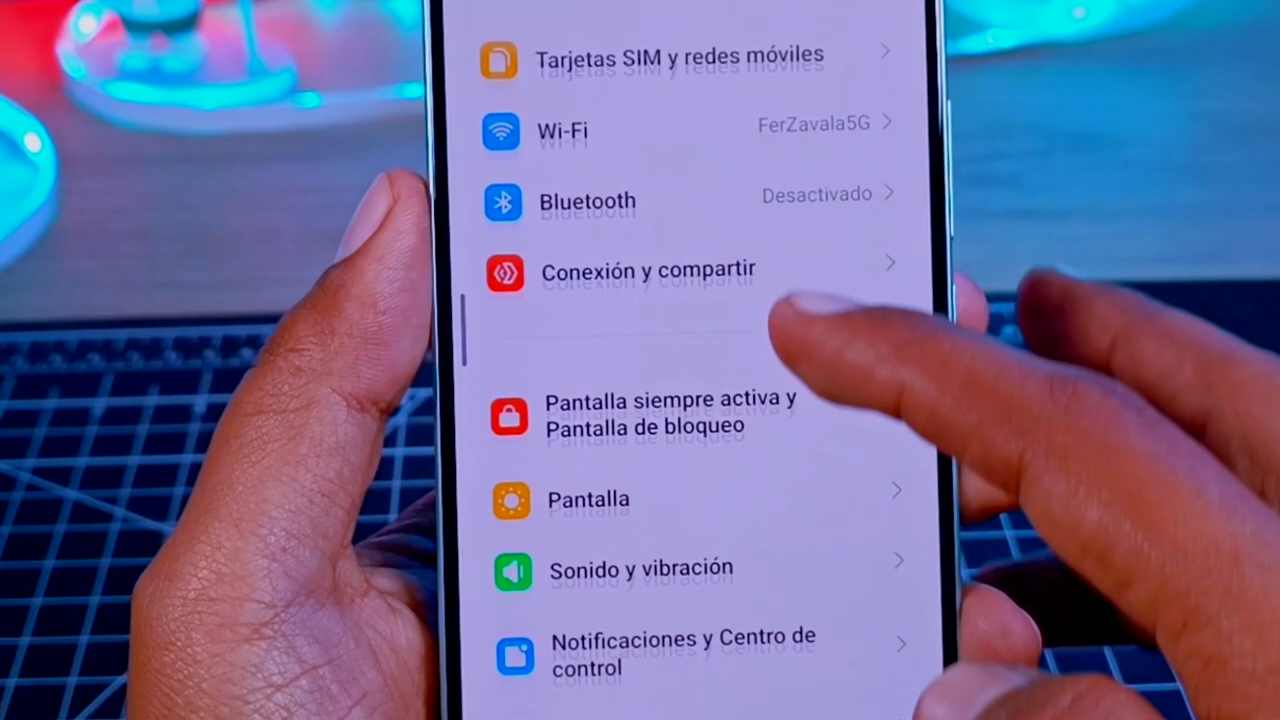 Tarjetas SIM y redes móviles
Wi-Fi
FerZavala5G
Bluetooth
Desactivado
Conexión y compartir
Pantalla siempre activa y
Pantalla de bloqueo
Pantalla
Sonido y vibración
Notificaciones y Centro de
control